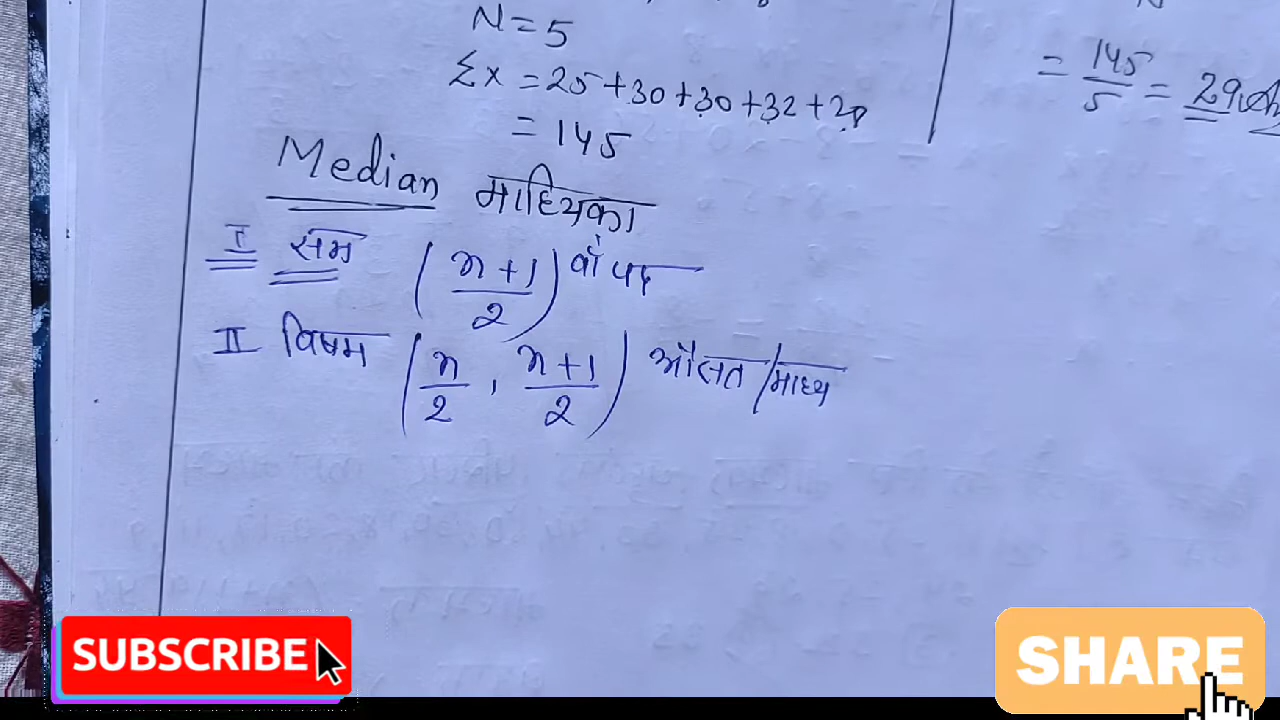 N = 5
Σx = 25 + 30 + 30 + 32 + 28
= 145
= 145/5 = 29 Ans
Median माध्यिका
I सम (n+1/2) वाँ पद
II विषम (n/2, n+1/2) औसत/माध्य
SUBSCRIBE
SHARE